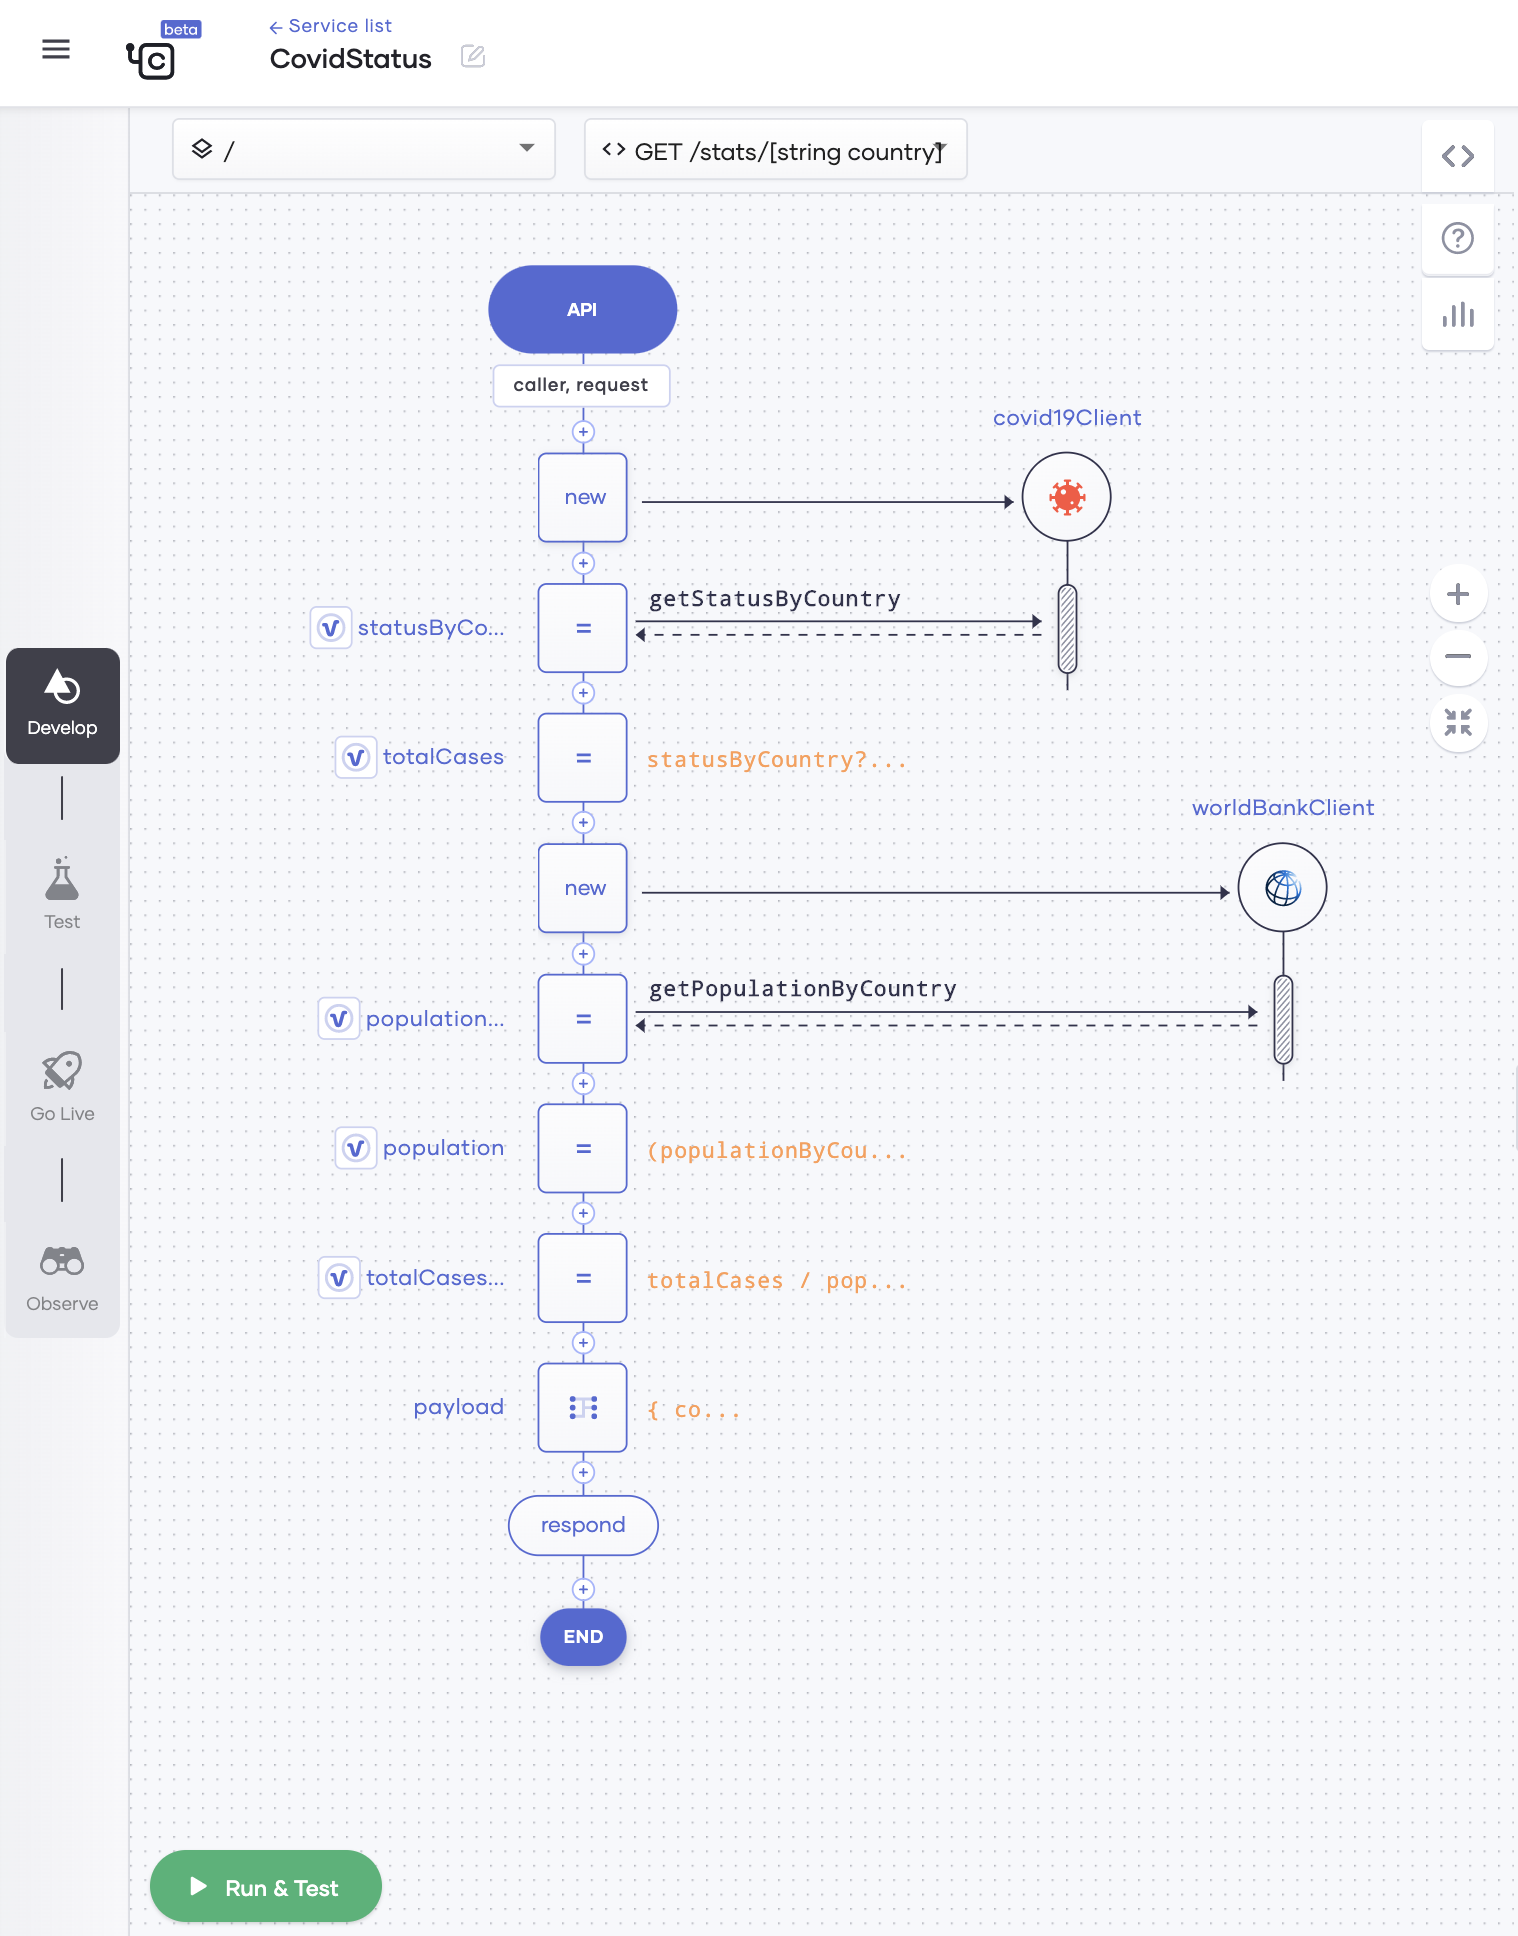 beta
C
← Service list
CovidStatus
/
<> GET /stats/[string country]
<>
?
API
caller, request
covid19Client
new
getStatusByCountry
statusByCo...
=
Develop
totalCases
=
statusByCountry?...
worldBankClient
new
Test
getPopulationByCountry
population...
=
Go Live
population
=
(populationByCou...
totalCases...
=
totalCases / pop...
Observe
payload
{ co...
respond
END
Run & Test